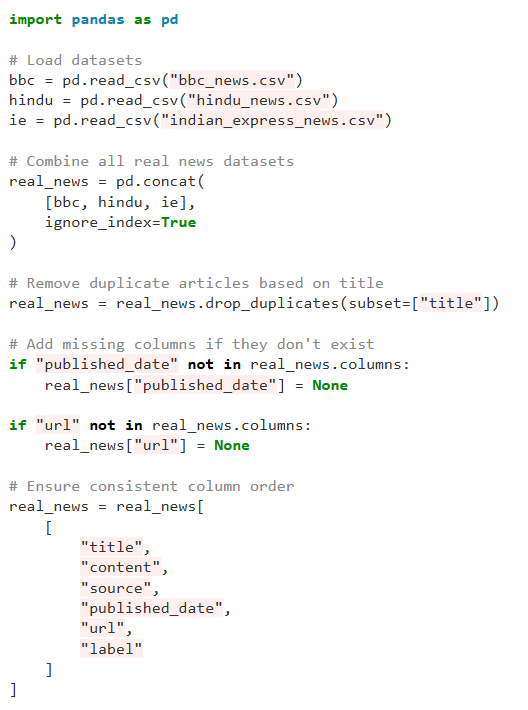 import pandas as pd

# Load datasets
bbc = pd.read_csv("bbc_news.csv")
hindu = pd.read_csv("hindu_news.csv")
ie = pd.read_csv("indian_express_news.csv")

# Combine all real news datasets
real_news = pd.concat(
    [bbc, hindu, ie],
    ignore_index=True
)

# Remove duplicate articles based on title
real_news = real_news.drop_duplicates(subset=["title"])

# Add missing columns if they don't exist
if "published_date" not in real_news.columns:
    real_news["published_date"] = None

if "url" not in real_news.columns:
    real_news["url"] = None

# Ensure consistent column order
real_news = real_news[
    [
        "title",
        "content",
        "source",
        "published_date",
        "url",
        "label"
    ]
]